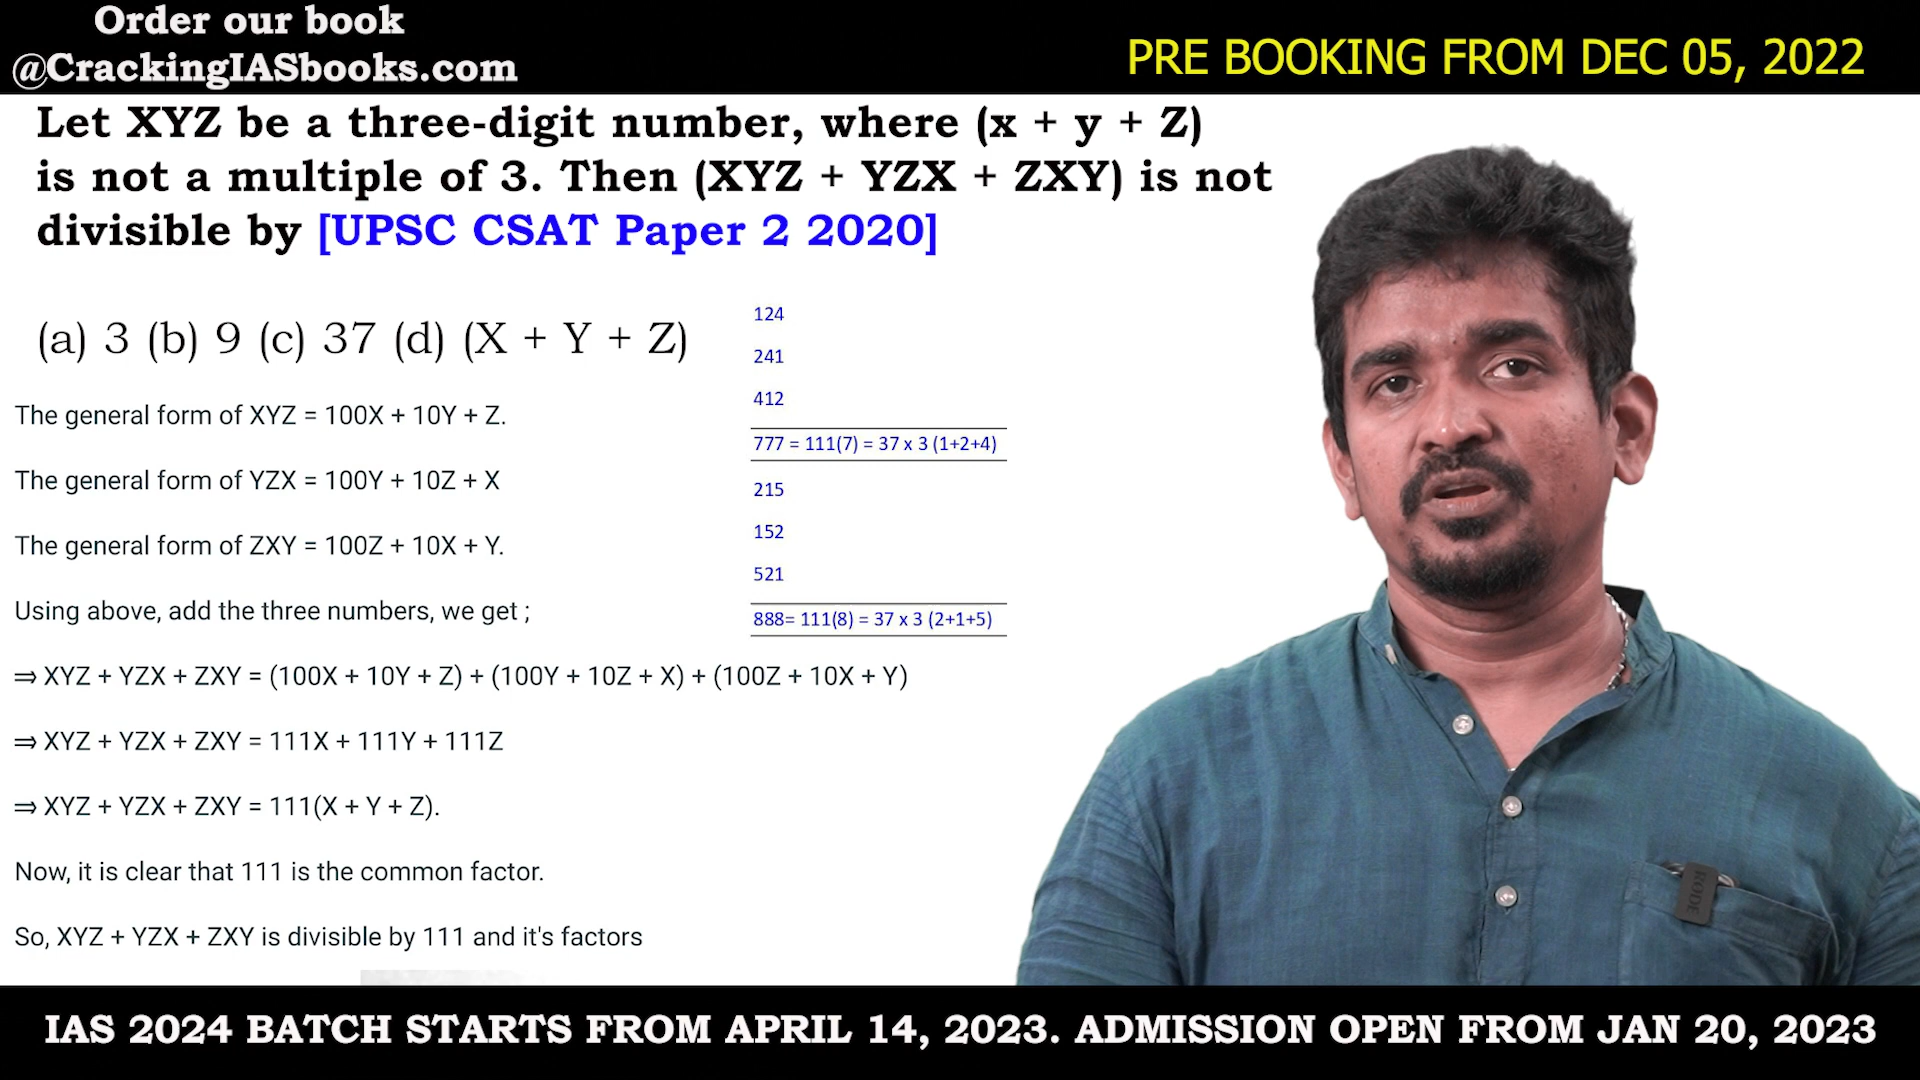 Order our book
@CrackingIASbooks.com
PRE BOOKING FROM DEC 05, 2022
Let XYZ be a three-digit number, where (x + y + Z)
is not a multiple of 3. Then (XYZ + YZX + ZXY) is not
divisible by [UPSC CSAT Paper 2 2020]
(a) 3 (b) 9 (c) 37 (d) (X + Y + Z)
The general form of XYZ = 100X + 10Y + Z.
The general form of YZX = 100Y + 10Z + X
The general form of ZXY = 100Z + 10X + Y.
Using above, add the three numbers, we get ;
⇒ XYZ + YZX + ZXY = (100X + 10Y + Z) + (100Y + 10Z + X) + (100Z + 10X + Y)
⇒ XYZ + YZX + ZXY = 111X + 111Y + 111Z
⇒ XYZ + YZX + ZXY = 111(X + Y + Z).
Now, it is clear that 111 is the common factor.
So, XYZ + YZX + ZXY is divisible by 111 and it's factors
124
241
412
777 = 111(7) = 37 x 3 (1+2+4)
215
152
521
888= 111(8) = 37 x 3 (2+1+5)
RODE
IAS 2024 BATCH STARTS FROM APRIL 14, 2023. ADMISSION OPEN FROM JAN 20, 2023